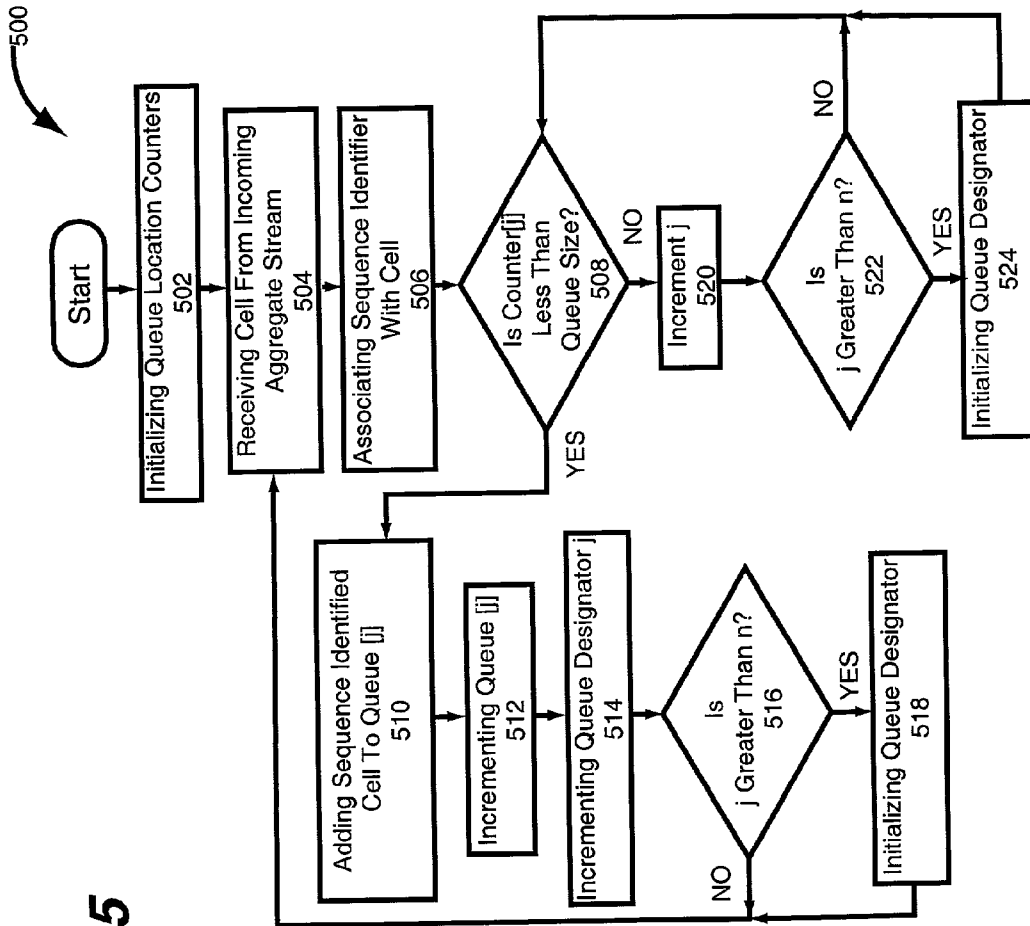 500
Start
Initializing Queue Location Counters
502
Receiving Cell From Incoming
Aggregate Stream
504
Associating Sequence Identifier
With Cell
506
Is Counter[j]
Less Than
Queue Size?
508
YES
NO
Adding Sequence Identified
Cell To Queue [j]
510
Incrementing Queue [j]
512
Incrementing Queue Designator j
514
Is
j Greater Than n?
516
NO
YES
Initializing Queue Designator
518
Increment j
520
Is
j Greater Than n?
522
NO
YES
Initializing Queue Designator
524
5